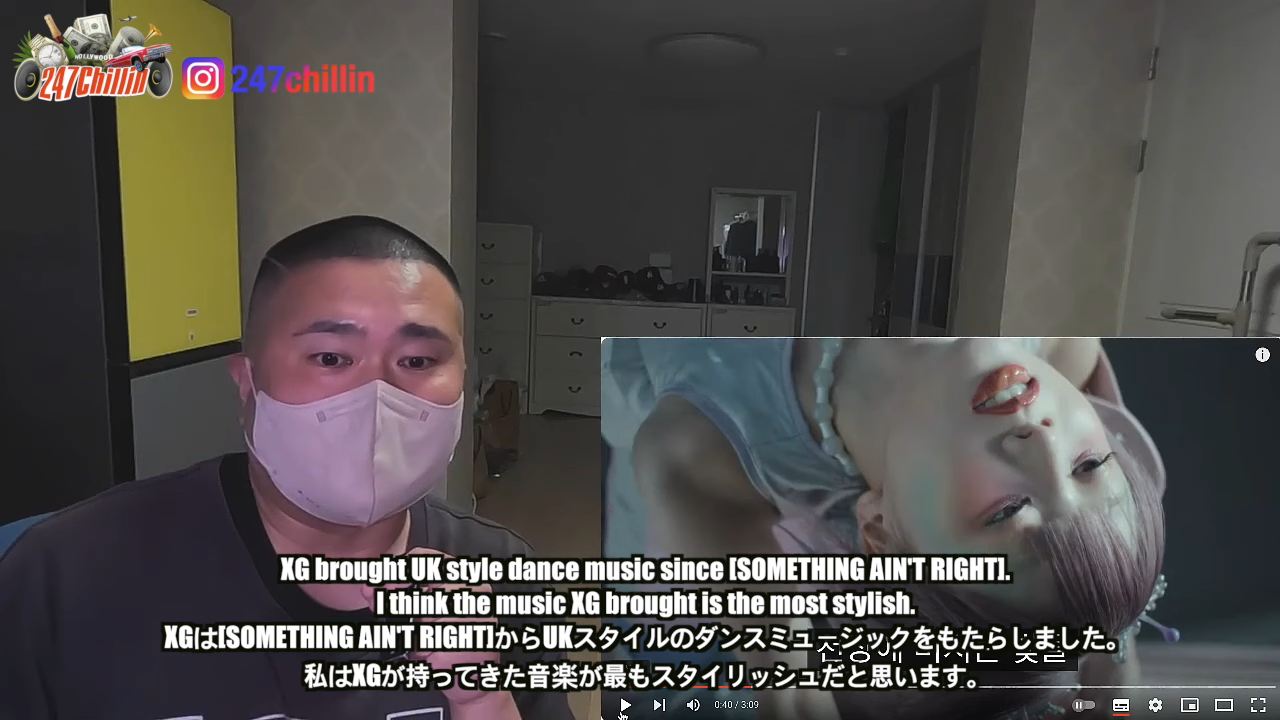 HOLLYWOOD
247Chillin
247chillin
XG brought UK style dance music since [SOMETHING AIN'T RIGHT].
I think the music XG brought is the most stylish.
XGは[SOMETHING AIN'T RIGHT]からUKスタイルのダンスミュージックをもたらしました。
私はXGが持ってきた音楽が最もスタイリッシュだと思います。
0:40 / 3:09